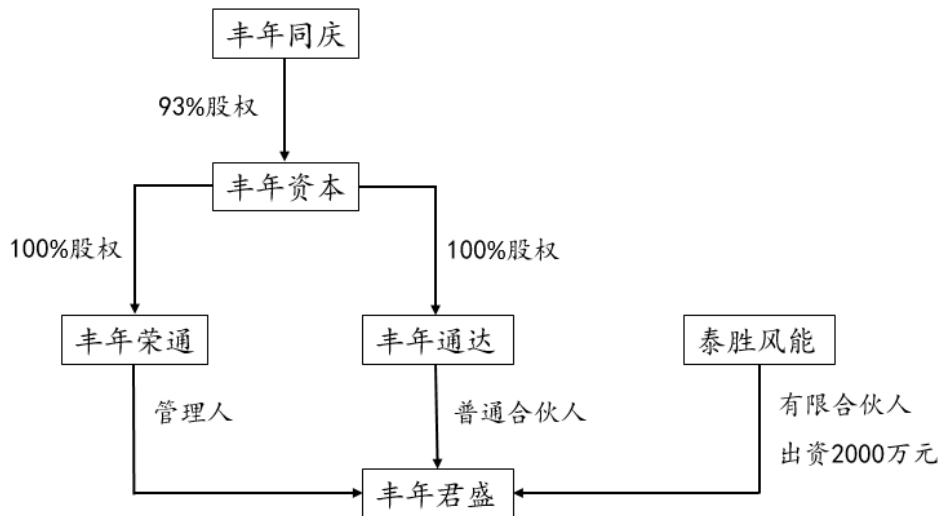 丰年同庆
93%股权
丰年资本
100%股权
100%股权
丰年荣通
丰年通达
泰胜风能
管理人
普通合伙人
有限合伙人
出资2000万元
丰年君盛